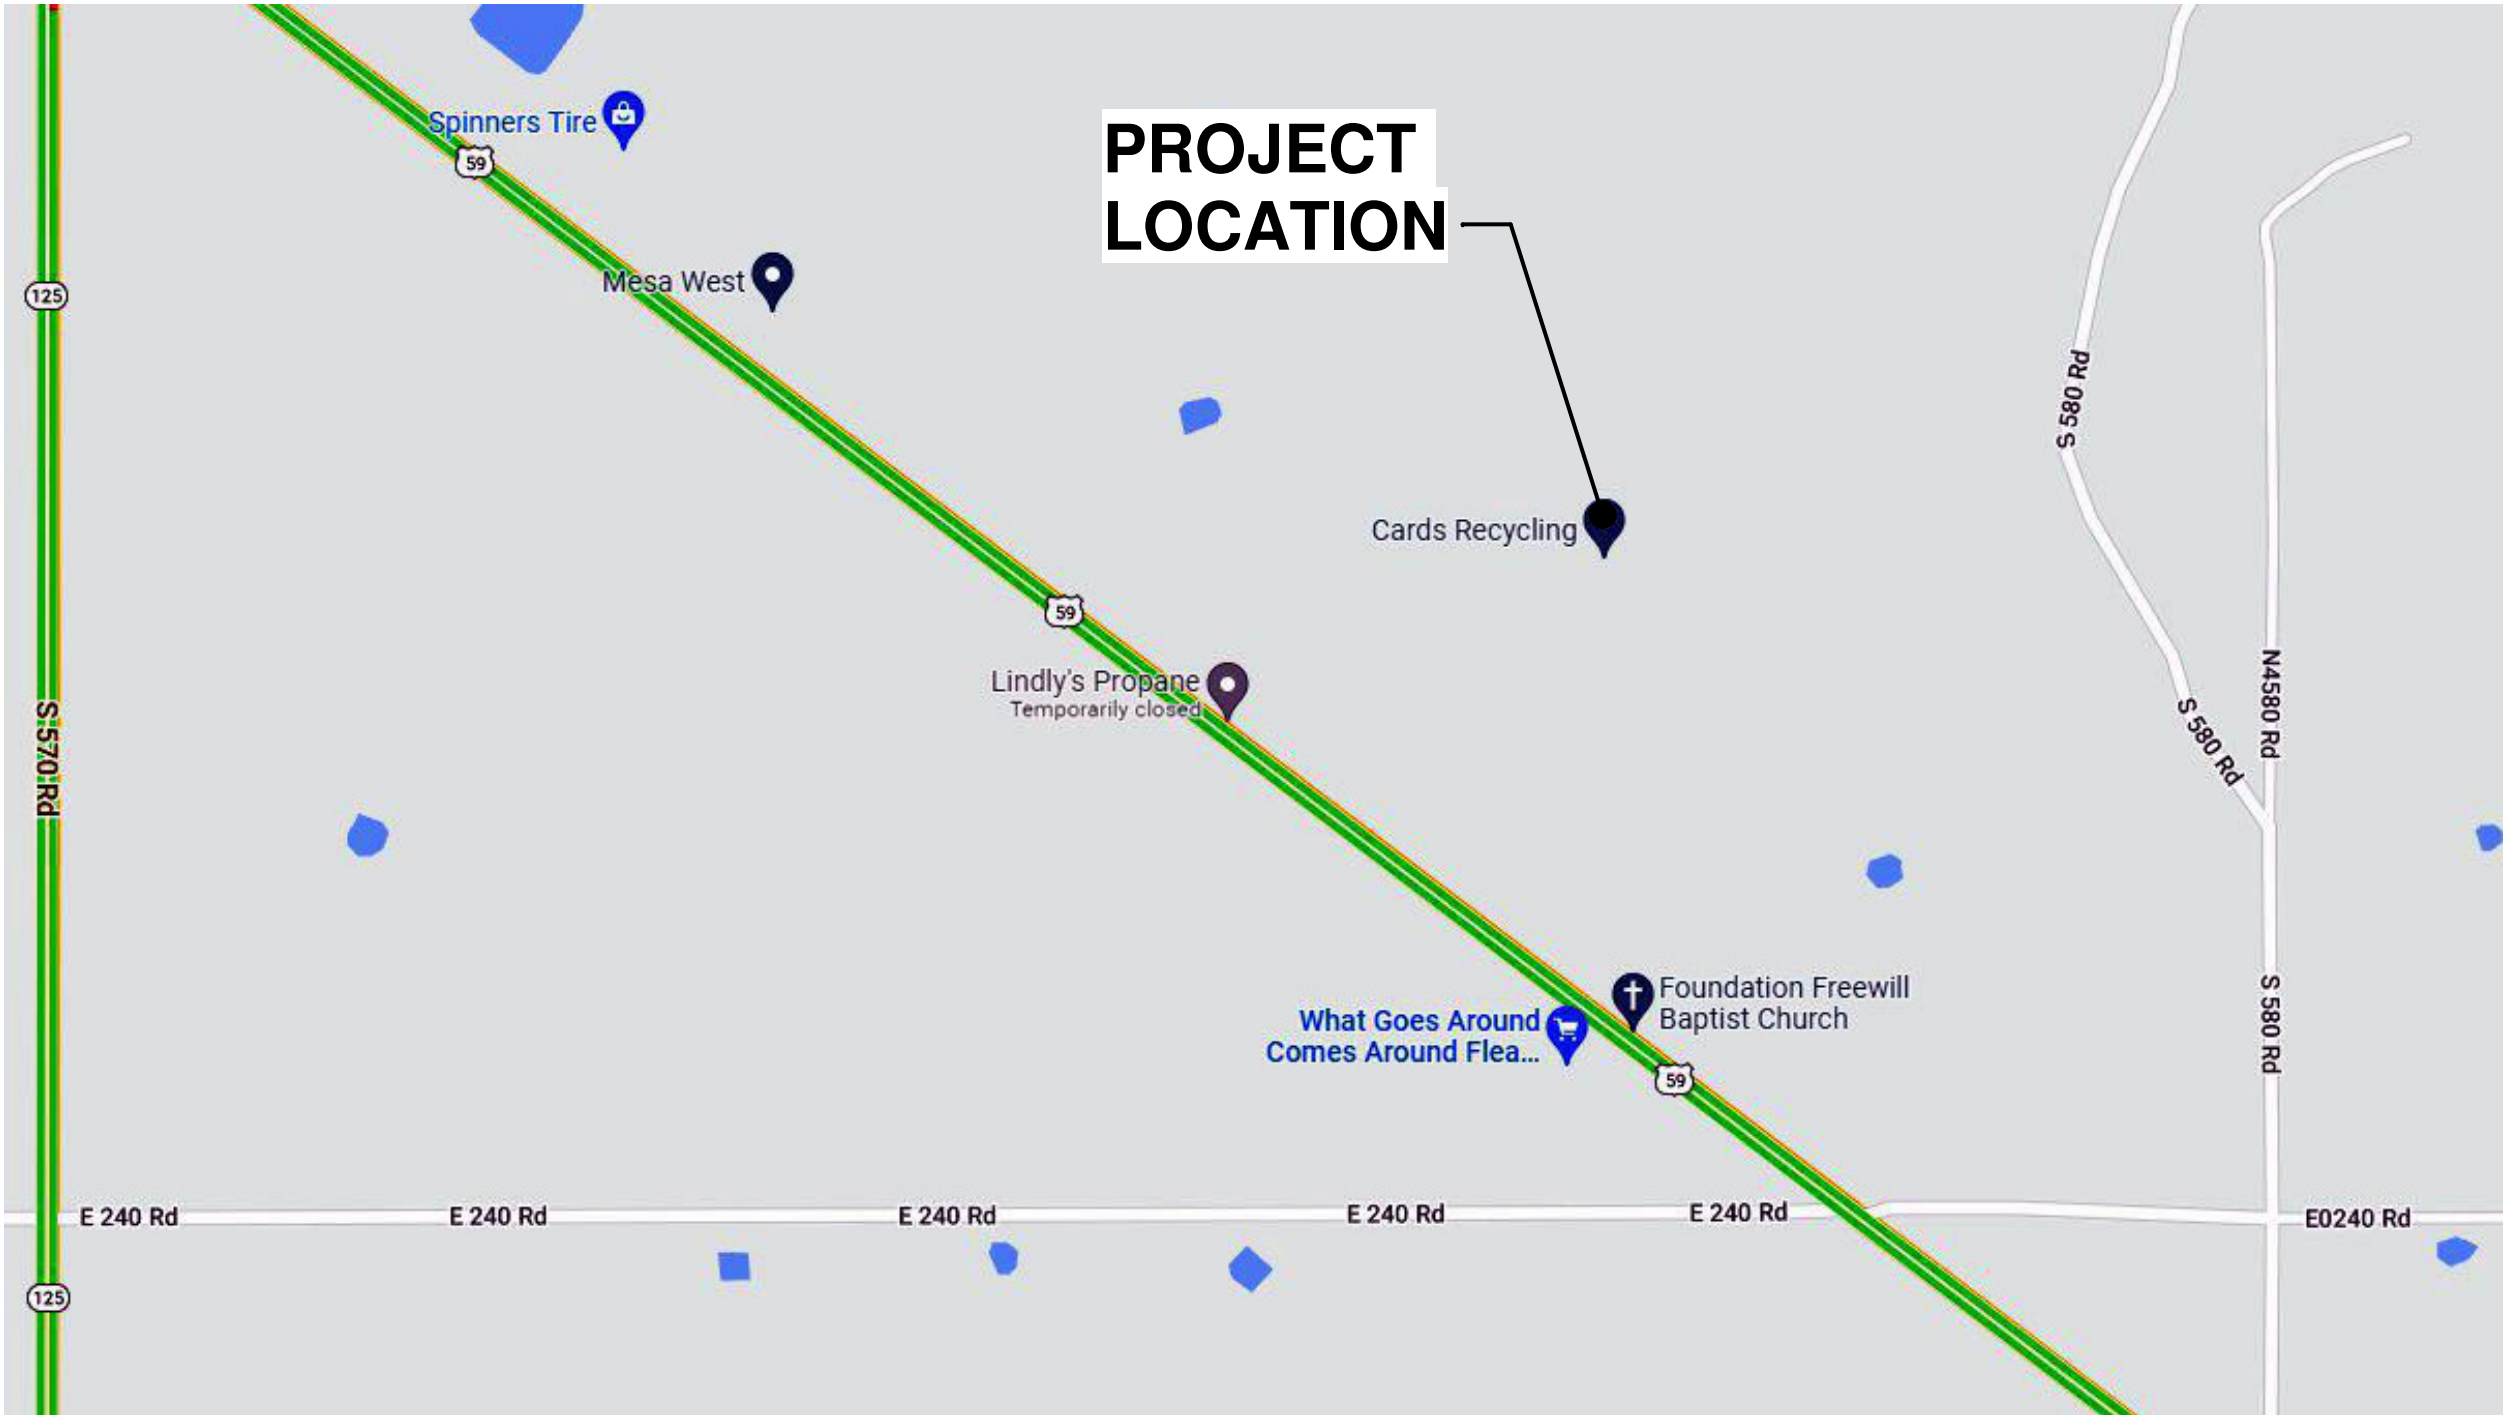 Spinners Tire
59
PROJECT
LOCATION
Mesa West
125
S 580 Rd
Cards Recycling
59
Lindly's Propane
Temporarily closed
S 570 Rd
N4580 Rd
S 580 Rd
Foundation Freewill
Baptist Church
What Goes Around
Comes Around Flea...
S 580 Rd
59
E 240 Rd
E 240 Rd
E 240 Rd
E 240 Rd
E 240 Rd
E0240 Rd
125